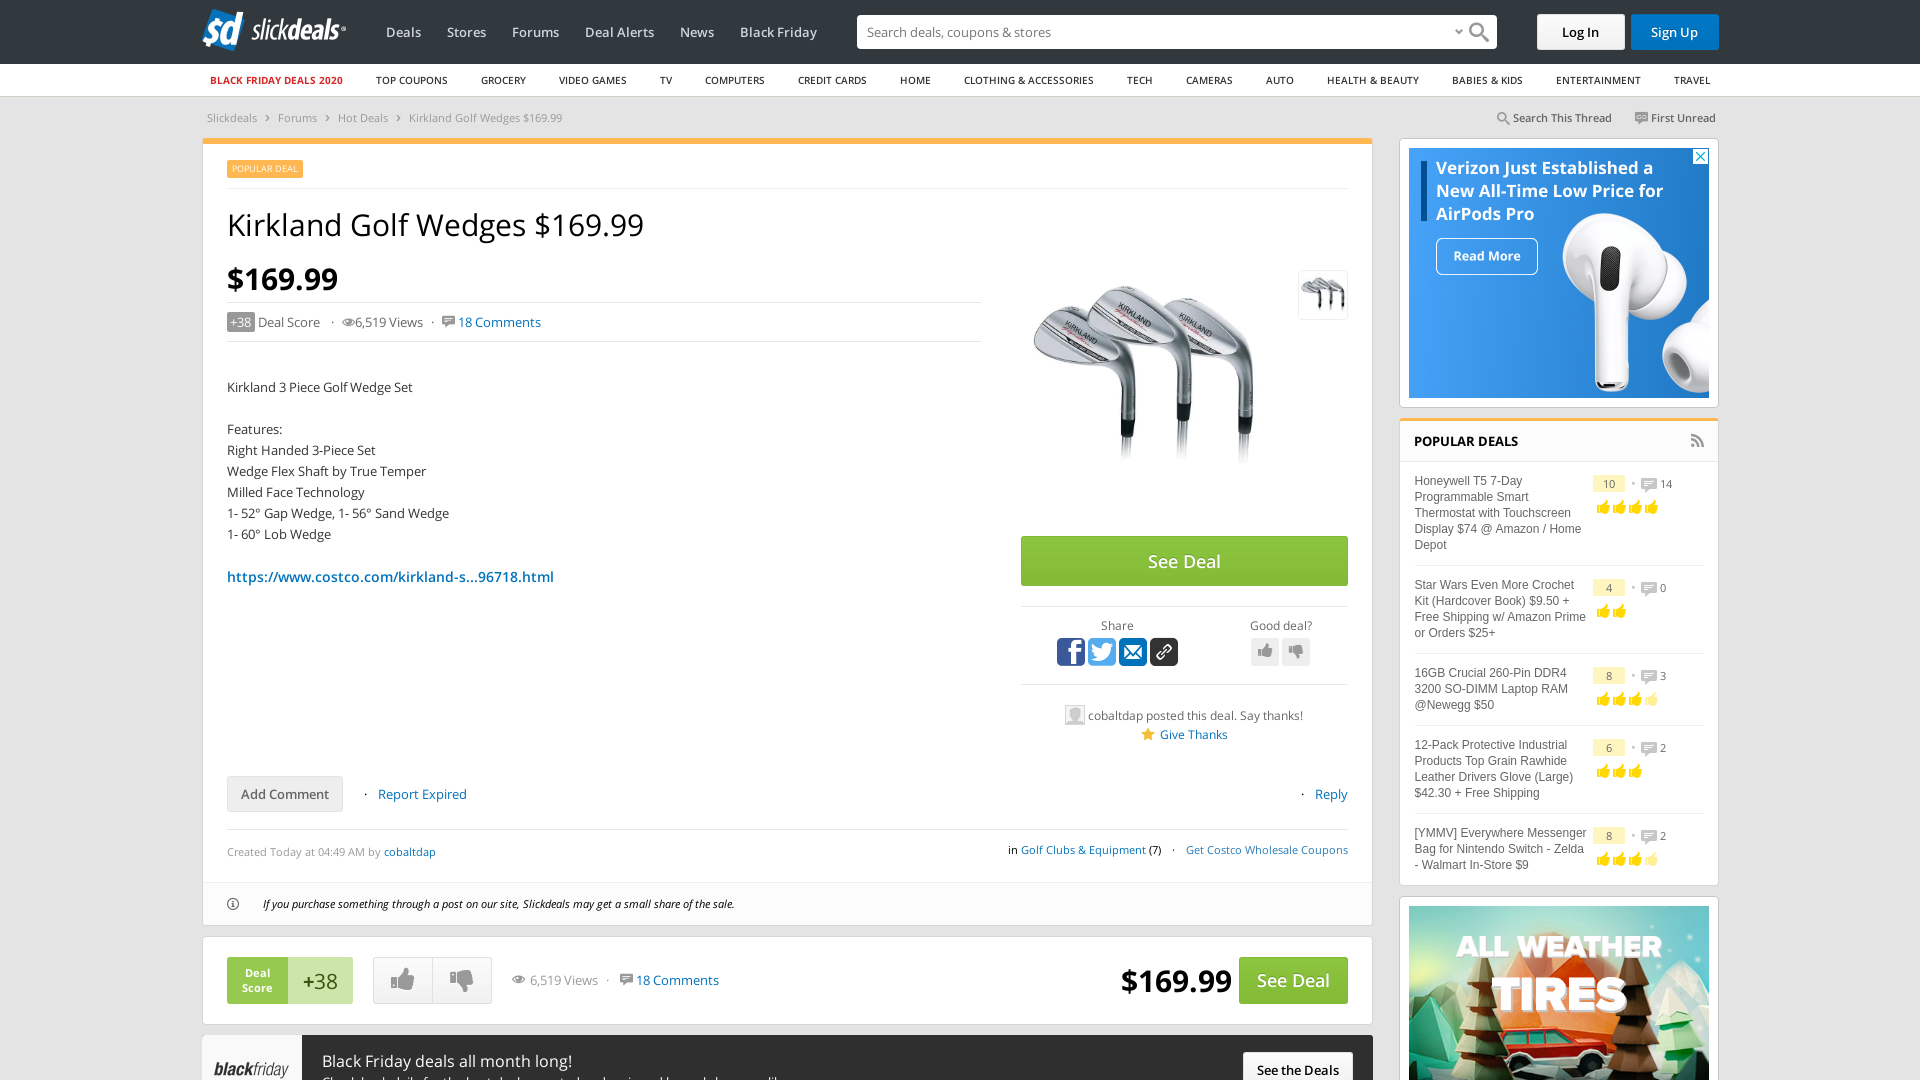 slickdeals
Deals
Stores
Forums
Deal Alerts
News
Black Friday
Search deals, coupons & stores
Log In
Sign Up
BLACK FRIDAY DEALS 2020
TOP COUPONS
GROCERY
VIDEO GAMES
TV
COMPUTERS
CREDIT CARDS
HOME
CLOTHING & ACCESSORIES
TECH
CAMERAS
AUTO
HEALTH & BEAUTY
BABIES & KIDS
ENTERTAINMENT
TRAVEL
Slickdeals › Forums › Hot Deals › Kirkland Golf Wedges $169.99
Search This Thread
First Unread
POPULAR DEAL
Kirkland Golf Wedges $169.99
$169.99
+38 Deal Score · 6,519 Views · 18 Comments
Kirkland 3 Piece Golf Wedge Set
Features:
Right Handed 3-Piece Set
Wedge Flex Shaft by True Temper
Milled Face Technology
1- 52° Gap Wedge, 1- 56° Sand Wedge
1- 60° Lob Wedge
https://www.costco.com/kirkland-s...96718.html
KIRKLAND
KIRKLAND
KIRKLAND
See Deal
Share
Good deal?
cobaltdap posted this deal. Say thanks!
Give Thanks
Add Comment
· Report Expired
· Reply
Created Today at 04:49 AM by cobaltdap
in Golf Clubs & Equipment (7) · Get Costco Wholesale Coupons
If you purchase something through a post on our site, Slickdeals may get a small share of the sale.
Deal
Score
+38
6,519 Views · 18 Comments
$169.99
See Deal
blackfriday
Black Friday deals all month long!
See the Deals
Verizon Just Established a
New All-Time Low Price for
AirPods Pro
Read More
POPULAR DEALS
Honeywell T5 7-Day
Programmable Smart
Thermostat with Touchscreen
Display $74 @ Amazon / Home
Depot
10 · 14
Star Wars Even More Crochet
Kit (Hardcover Book) $9.50 +
Free Shipping w/ Amazon Prime
or Orders $25+
4 · 0
16GB Crucial 260-Pin DDR4
3200 SO-DIMM Laptop RAM
@Newegg $50
8 · 3
12-Pack Protective Industrial
Products Top Grain Rawhide
Leather Drivers Glove (Large)
$42.30 + Free Shipping
6 · 2
[YMMV] Everywhere Messenger
Bag for Nintendo Switch - Zelda
- Walmart In-Store $9
8 · 2
ALL WEATHER
TIRES